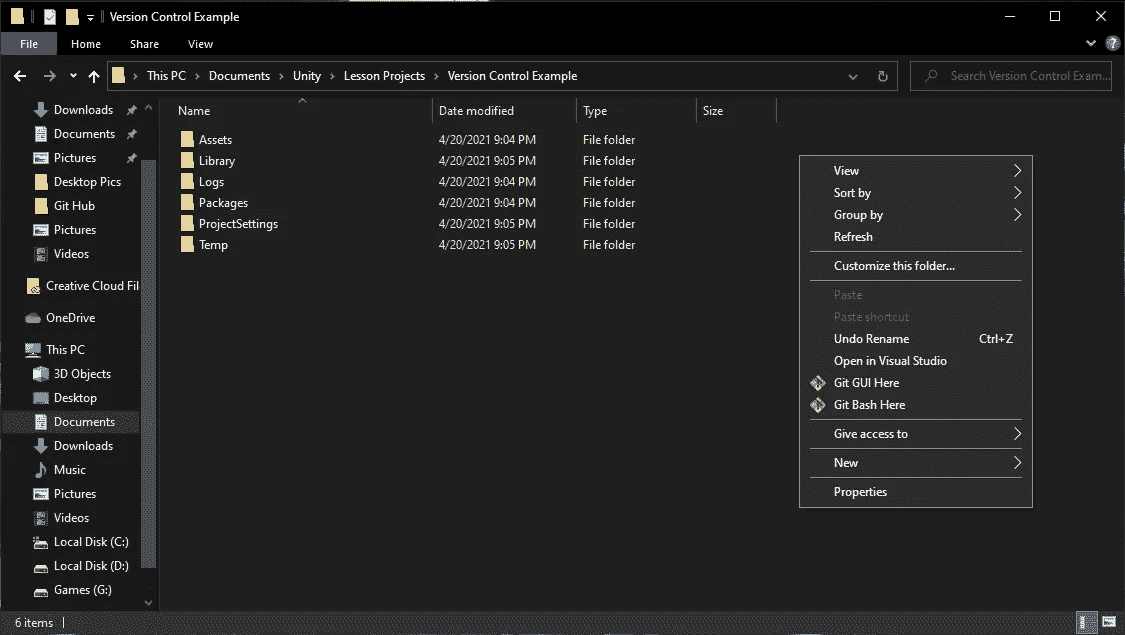 Version Control Example
File Home Share View
This PC Documents Unity Lesson Projects Version Control Example
Search Version Control Exam...
Downloads
Documents
Pictures
Desktop Pics
Git Hub
Pictures
Videos
Creative Cloud Fil
OneDrive
This PC
3D Objects
Desktop
Documents
Downloads
Music
Pictures
Videos
Local Disk (C:)
Local Disk (D:)
Games (G:)
Name Date modified Type Size
Assets 4/20/2021 9:04 PM File folder
Library 4/20/2021 9:05 PM File folder
Logs 4/20/2021 9:04 PM File folder
Packages 4/20/2021 9:04 PM File folder
ProjectSettings 4/20/2021 9:05 PM File folder
Temp 4/20/2021 9:05 PM File folder
View
Sort by
Group by
Refresh
Customize this folder...
Paste
Paste shortcut
Undo Rename Ctrl+Z
Open in Visual Studio
Git GUI Here
Git Bash Here
Give access to
New
Properties
6 items